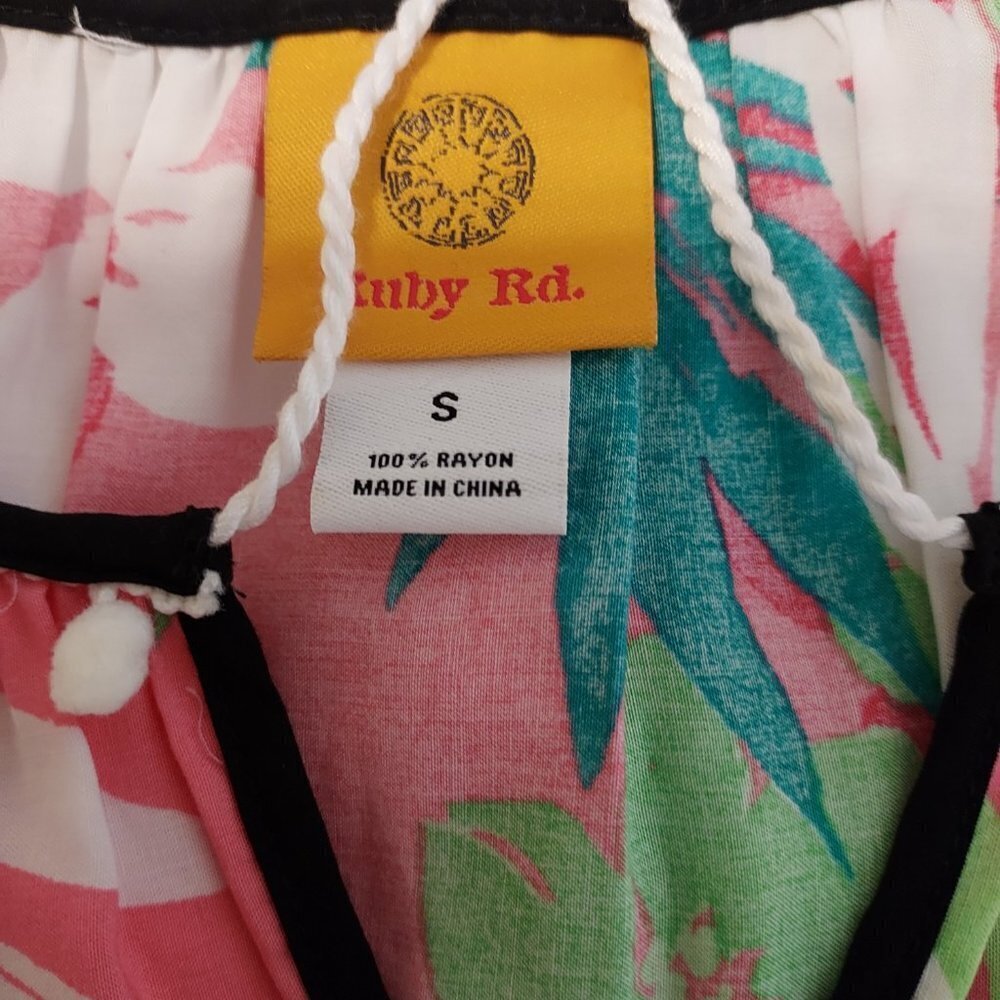 Ruby Rd.
S
100% RAYON
MADE IN CHINA